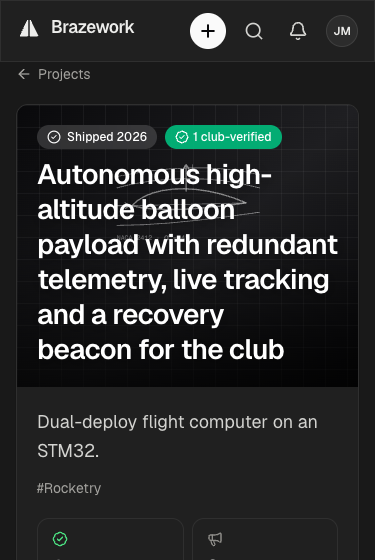 Brazework
JM
Projects
Shipped 2026
1 club-verified
Autonomous high-
altitude balloon
payload with redundant
telemetry, live tracking
and a recovery
beacon for the club
Dual-deploy flight computer on an
STM32.
#Rocketry